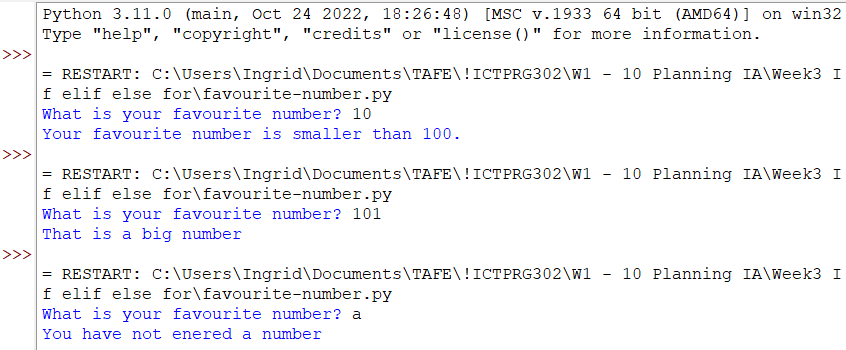 Python 3.11.0 (main, Oct 24 2022, 18:26:48) [MSC v.1933 64 bit (AMD64)] on win32
Type "help", "copyright", "credits" or "license()" for more information.
>>>
= RESTART: C:\Users\Ingrid\Documents\TAFE\!ICTPRG302\W1 - 10 Planning IA\Week3 I
f elif else for\favourite-number.py
What is your favourite number? 10
Your favourite number is smaller than 100.
>>>
= RESTART: C:\Users\Ingrid\Documents\TAFE\!ICTPRG302\W1 - 10 Planning IA\Week3 I
f elif else for\favourite-number.py
What is your favourite number? 101
That is a big number
>>>
= RESTART: C:\Users\Ingrid\Documents\TAFE\!ICTPRG302\W1 - 10 Planning IA\Week3 I
f elif else for\favourite-number.py
What is your favourite number? a
You have not enered a number